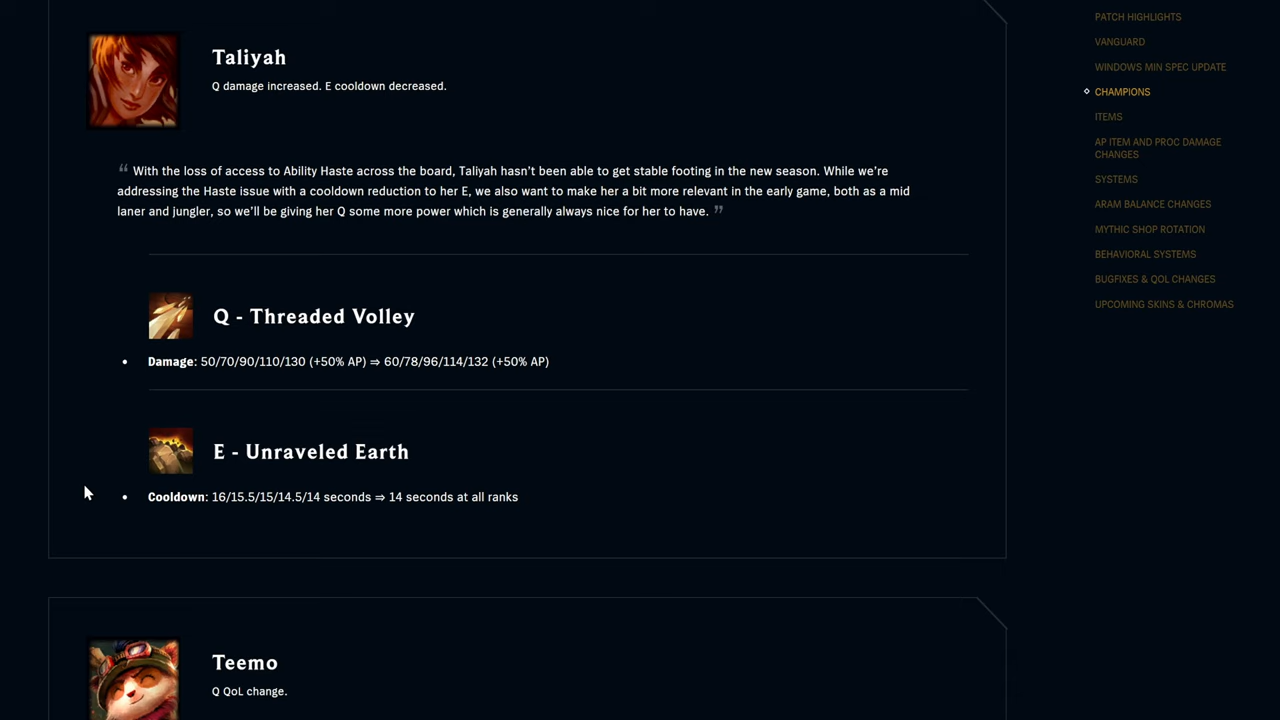 Taliyah
Q damage increased. E cooldown decreased.
“ With the loss of access to Ability Haste across the board, Taliyah hasn’t been able to get stable footing in the new season. While we’re
addressing the Haste issue with a cooldown reduction to her E, we also want to make her a bit more relevant in the early game, both as a mid
laner and jungler, so we’ll be giving her Q some more power which is generally always nice for her to have. ”
Q - Threaded Volley
• Damage: 50/70/90/110/130 (+50% AP) ⇒ 60/78/96/114/132 (+50% AP)
E - Unraveled Earth
• Cooldown: 16/15.5/15/14.5/14 seconds ⇒ 14 seconds at all ranks
Teemo
Q QoL change.
PATCH HIGHLIGHTS
VANGUARD
WINDOWS MIN SPEC UPDATE
CHAMPIONS
ITEMS
AP ITEM AND PROC DAMAGE
CHANGES
SYSTEMS
ARAM BALANCE CHANGES
MYTHIC SHOP ROTATION
BEHAVIORAL SYSTEMS
BUGFIXES & QOL CHANGES
UPCOMING SKINS & CHROMAS